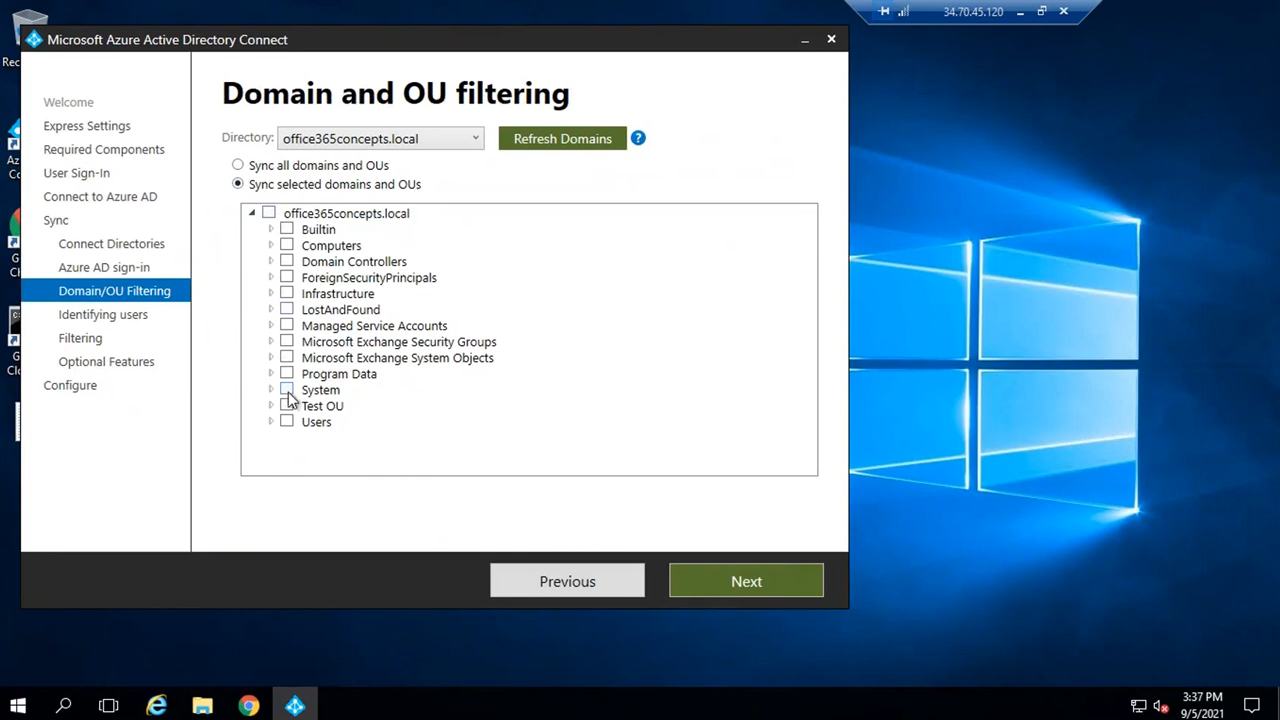 34.70.45.120
Microsoft Azure Active Directory Connect
Welcome
Express Settings
Required Components
User Sign-In
Connect to Azure AD
Sync
Connect Directories
Azure AD sign-in
Domain/OU Filtering
Identifying users
Filtering
Optional Features
Configure
Domain and OU filtering
Directory: office365concepts.local
Refresh Domains ?
Sync all domains and OUs
Sync selected domains and OUs
office365concepts.local
Builtin
Computers
Domain Controllers
ForeignSecurityPrincipals
Infrastructure
LostAndFound
Managed Service Accounts
Microsoft Exchange Security Groups
Microsoft Exchange System Objects
Program Data
System
Test OU
Users
Previous
Next
3:37 PM
9/5/2021